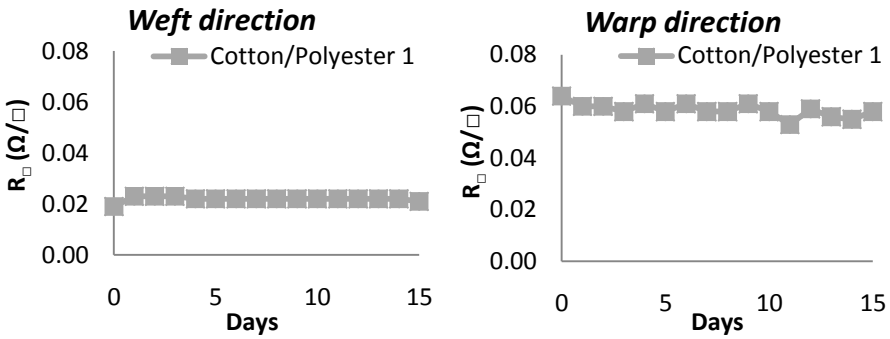 Weft direction
0.08
0.06
0.04
0.02
0.00
R□ (Ω/□)
Cotton/Polyester 1
0 5 10 15
Days
Warp direction
0.08
0.06
0.04
0.02
0.00
R□ (Ω/□)
Cotton/Polyester 1
0 5 10 15
Days